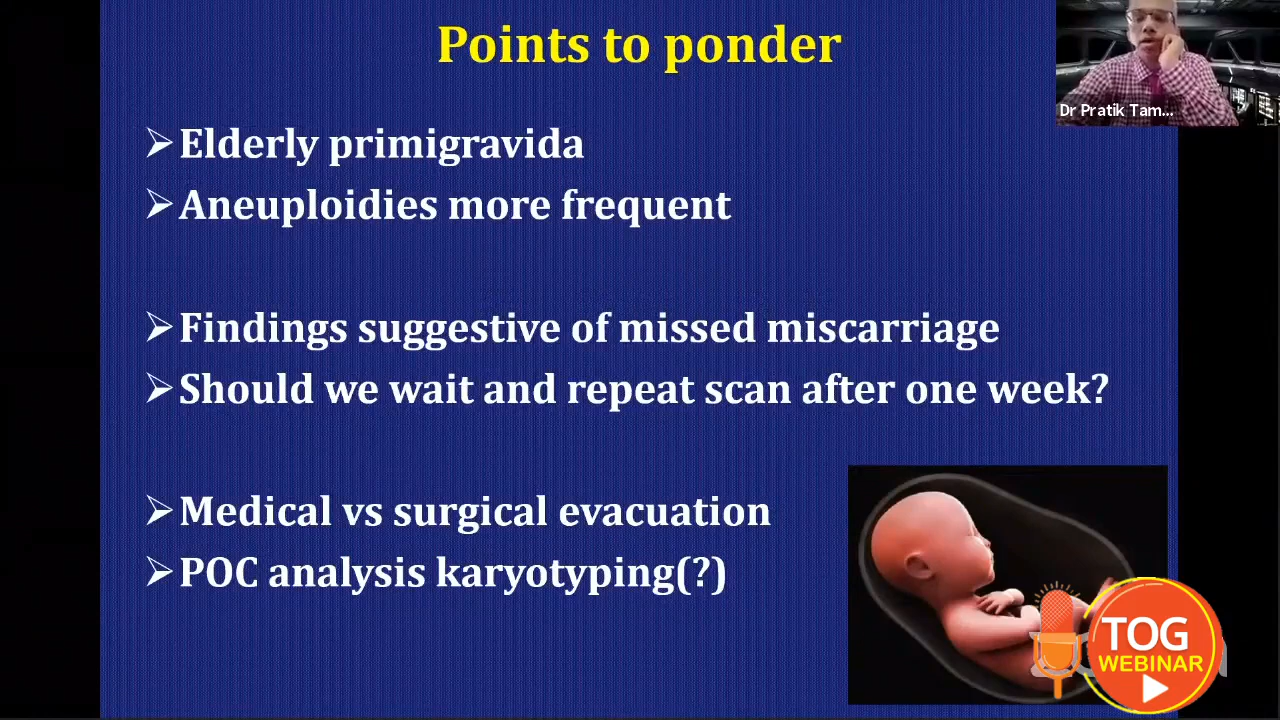 Points to ponder
Dr Pratik Tam...
➢Elderly primigravida
➢Aneuploidies more frequent
➢Findings suggestive of missed miscarriage
➢Should we wait and repeat scan after one week?
➢Medical vs surgical evacuation
➢POC analysis karyotyping(?)
TOG
WEBINAR